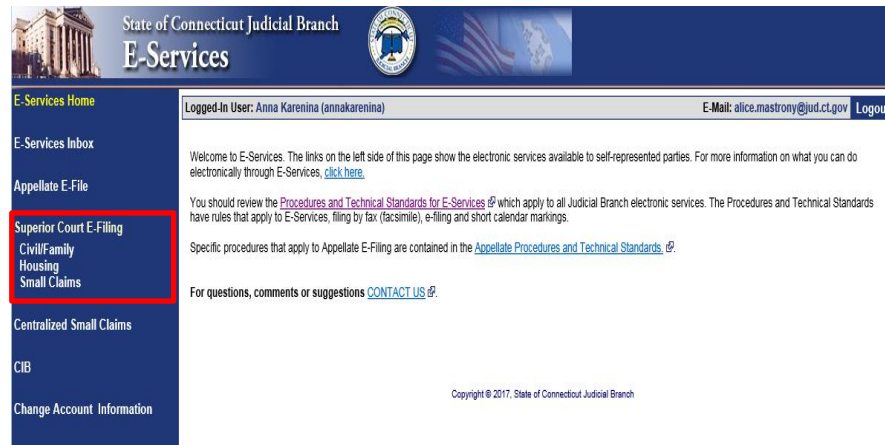 State of Connecticut Judicial Branch
E-Services
E-Services Home
E-Services Inbox
Appellate E-File
Superior Court E-Filing
Civil/Family
Housing
Small Claims
Centralized Small Claims
CIB
Change Account Information
Logged-In User: Anna Karenina (annakarenina)
E-Mail: alice.mastrony@jud.ct.gov
Logou
Welcome to E-Services. The links on the left side of this page show the electronic services available to self-represented parties. For more information on what you can do
electronically through E-Services, click here.
You should review the Procedures and Technical Standards for E-Services which apply to all Judicial Branch electronic services. The Procedures and Technical Standards
have rules that apply to E-Services, filing by fax (facsimile), e-filing and short calendar markings.
Specific procedures that apply to Appellate E-Filing are contained in the Appellate Procedures and Technical Standards. .
For questions, comments or suggestions CONTACT US .
Copyright © 2017, State of Connecticut Judicial Branch